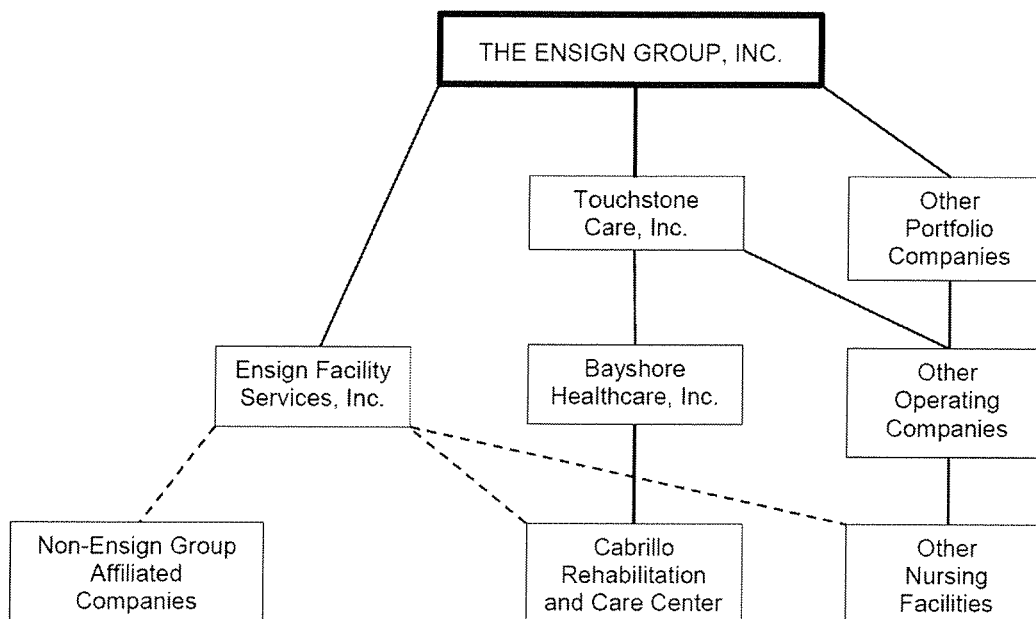 THE ENSIGN GROUP, INC.
Touchstone
Care, Inc.
Other
Portfolio
Companies
Ensign Facility
Services, Inc.
Bayshore
Healthcare, Inc.
Other
Operating
Companies
Non-Ensign Group
Affiliated
Companies
Cabrillo
Rehabilitation
and Care Center
Other
Nursing
Facilities